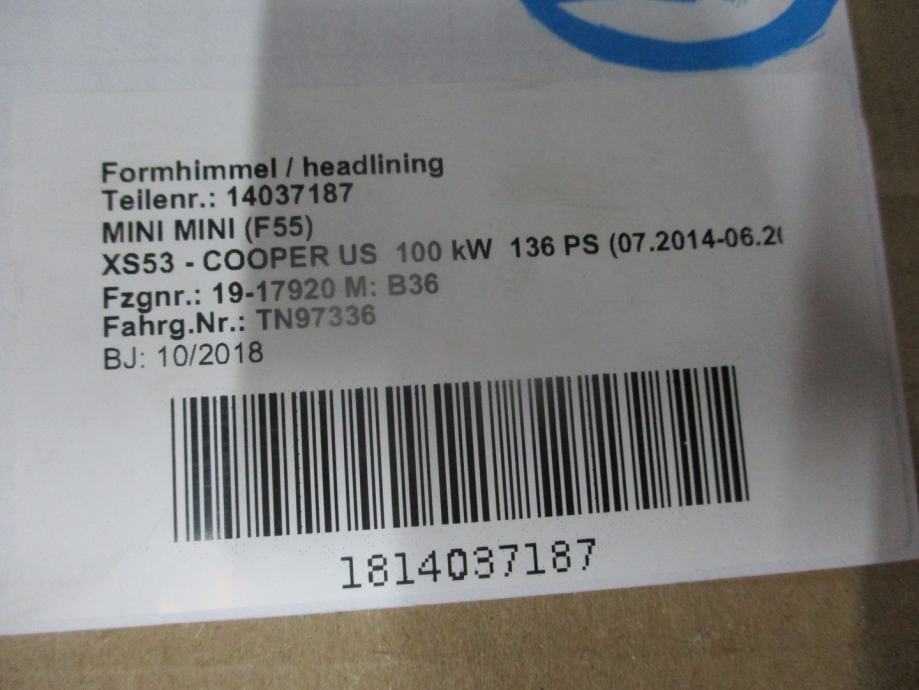 Formhimmel / headlining
Teilenr.: 14037187
MINI MINI (F55)
XS53 - COOPER US 100 kW 136 PS (07.2014-06.20
Fzgnr.: 19-17920 M: B36
Fahrg.Nr.: TN97336
BJ: 10/2018
1814037187